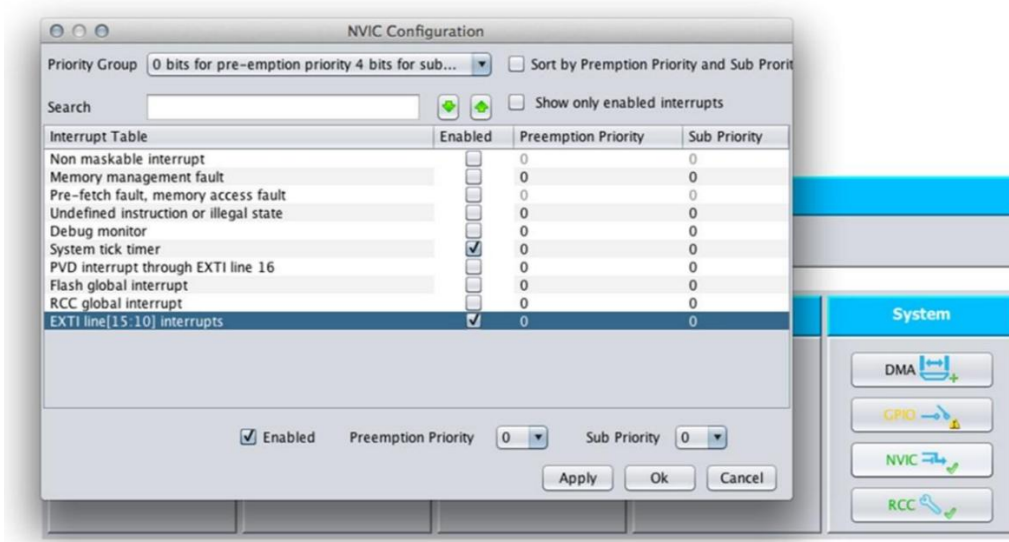 NVIC Configuration
Priority Group 0 bits for pre-emption priority 4 bits for sub... Sort by Premption Priority and Sub Prorit
Search Show only enabled interrupts
Interrupt Table Enabled Preemption Priority Sub Priority
Non maskable interrupt 0 0
Memory management fault 0 0
Pre-fetch fault, memory access fault 0 0
Undefined instruction or illegal state 0 0
Debug monitor 0 0
System tick timer 0 0
PVD interrupt through EXTI line 16 0 0
Flash global interrupt 0 0
RCC global interrupt 0 0
EXTI line[15:10] interrupts 0 0
Enabled Preemption Priority 0 Sub Priority 0
Apply Ok Cancel
System
DMA
GPIO
NVIC
RCC